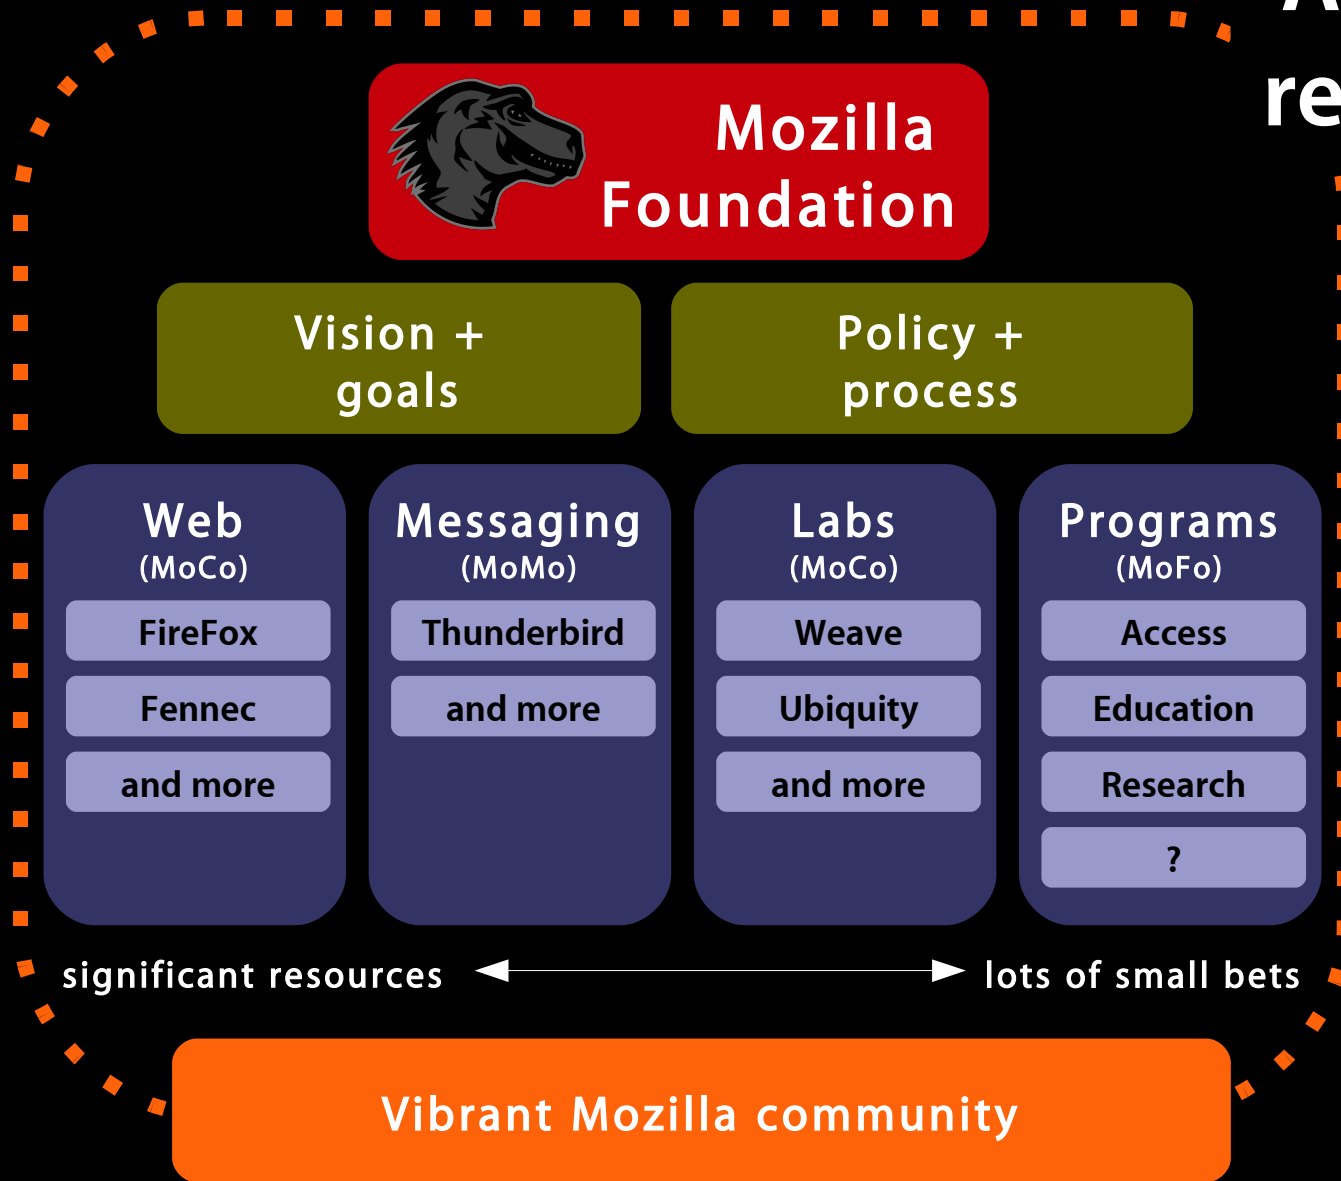 re
Mozilla
Foundation
Vision +
goals
Policy +
process
Web
(MoCo)
FireFox
Fennec
and more
Messaging
(MoMo)
Thunderbird
and more
Labs
(MoCo)
Weave
Ubiquity
and more
Programs
(MoFo)
Access
Education
Research
?
significant resources
lots of small bets
Vibrant Mozilla community